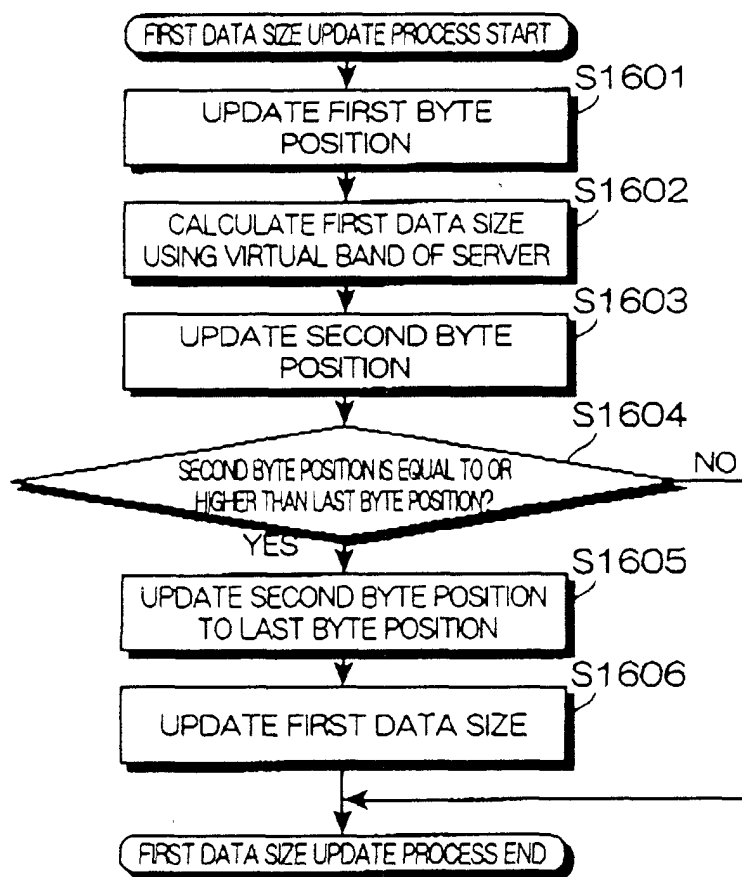 FIRST DATA SIZE UPDATE PROCESS START
S1601
UPDATE FIRST BYTE
POSITION
S1602
CALCULATE FIRST DATA SIZE
USING VIRTUAL BAND OF SERVER
S1603
UPDATE SECOND BYTE
POSITION
S1604
SECOND BYTE POSITION IS EQUAL TO OR
HIGHER THAN LAST BYTE POSITION?
NO
YES
S1605
UPDATE SECOND BYTE POSITION
TO LAST BYTE POSITION
S1606
UPDATE FIRST DATA SIZE
FIRST DATA SIZE UPDATE PROCESS END